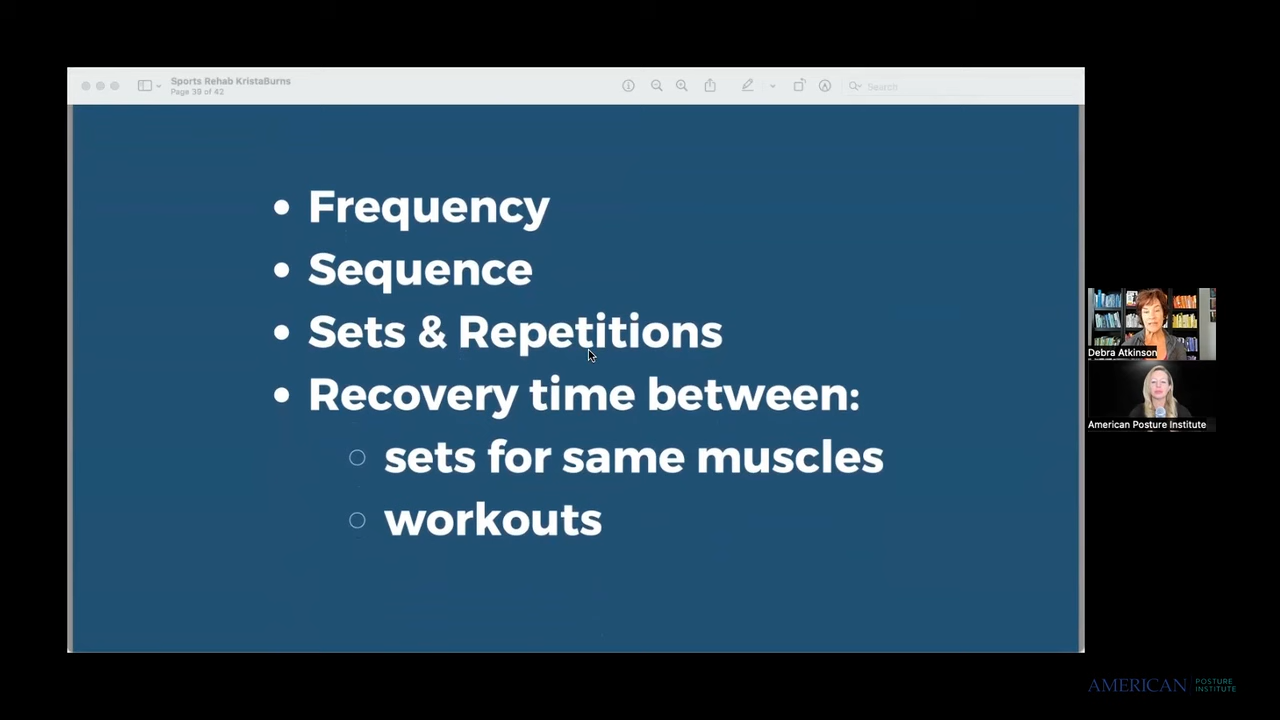 Sports Rehab KristaBurns
Page 39 of 42
Search
• Frequency
• Sequence
• Sets & Repetitions
• Recovery time between:
○ sets for same muscles
○ workouts
Debra Atkinson
American Posture Institute
AMERICAN POSTURE INSTITUTE